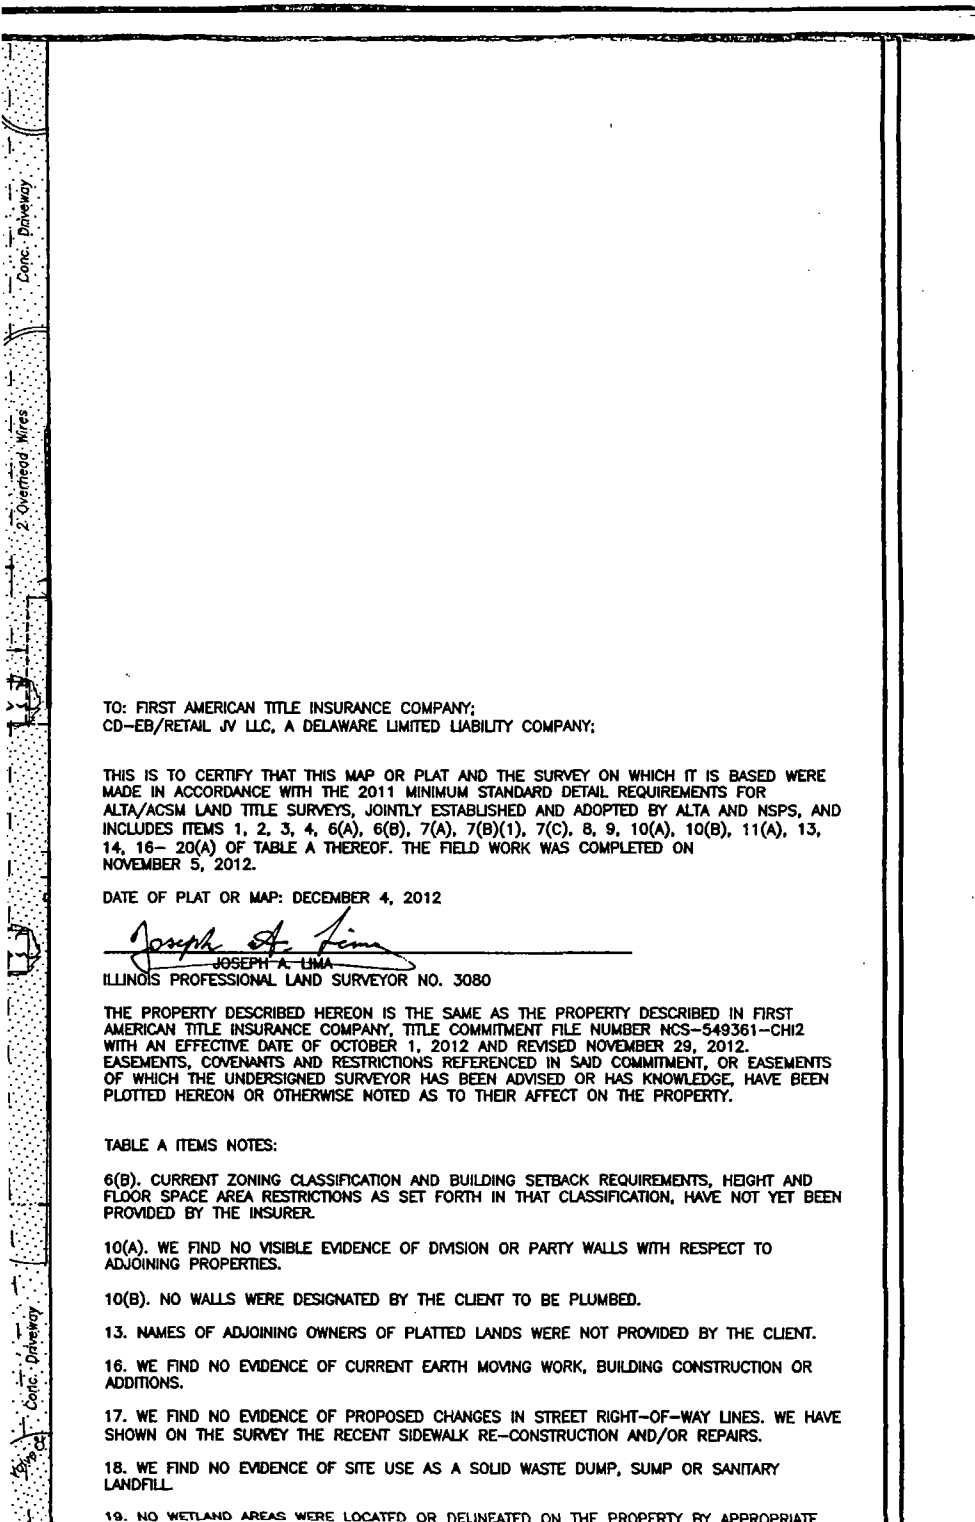 Conc. Driveway
2 Overhead Wires
TO: FIRST AMERICAN TITLE INSURANCE COMPANY;
CD-EB/RETAIL JV LLC, A DELAWARE LIMITED LIABILITY COMPANY;
THIS IS TO CERTIFY THAT THIS MAP OR PLAT AND THE SURVEY ON WHICH IT IS BASED WERE
MADE IN ACCORDANCE WITH THE 2011 MINIMUM STANDARD DETAIL REQUIREMENTS FOR
ALTA/ACSM LAND TITLE SURVEYS, JOINTLY ESTABLISHED AND ADOPTED BY ALTA AND NSPS, AND
INCLUDES ITEMS 1, 2, 3, 4, 6(A), 6(B), 7(A), 7(B)(1), 7(C), 8, 9, 10(A), 10(B), 11(A), 13,
14, 16- 20(A) OF TABLE A THEREOF. THE FIELD WORK WAS COMPLETED ON
NOVEMBER 5, 2012.
DATE OF PLAT OR MAP: DECEMBER 4, 2012
Joseph A. Lima
JOSEPH A. LIMA
ILLINOIS PROFESSIONAL LAND SURVEYOR NO. 3080
THE PROPERTY DESCRIBED HEREON IS THE SAME AS THE PROPERTY DESCRIBED IN FIRST
AMERICAN TITLE INSURANCE COMPANY, TITLE COMMITMENT FILE NUMBER NCS-549361-CHI2
WITH AN EFFECTIVE DATE OF OCTOBER 1, 2012 AND REVISED NOVEMBER 29, 2012.
EASEMENTS, COVENANTS AND RESTRICTIONS REFERENCED IN SAID COMMITMENT, OR EASEMENTS
OF WHICH THE UNDERSIGNED SURVEYOR HAS BEEN ADVISED OR HAS KNOWLEDGE, HAVE BEEN
PLOTTED HEREON OR OTHERWISE NOTED AS TO THEIR AFFECT ON THE PROPERTY.
TABLE A ITEMS NOTES:
6(B). CURRENT ZONING CLASSIFICATION AND BUILDING SETBACK REQUIREMENTS, HEIGHT AND
FLOOR SPACE AREA RESTRICTIONS AS SET FORTH IN THAT CLASSIFICATION, HAVE NOT YET BEEN
PROVIDED BY THE INSURER.
10(A). WE FIND NO VISIBLE EVIDENCE OF DIVISION OR PARTY WALLS WITH RESPECT TO
ADJOINING PROPERTIES.
10(B). NO WALLS WERE DESIGNATED BY THE CLIENT TO BE PLUMBED.
13. NAMES OF ADJOINING OWNERS OF PLATTED LANDS WERE NOT PROVIDED BY THE CLIENT.
16. WE FIND NO EVIDENCE OF CURRENT EARTH MOVING WORK, BUILDING CONSTRUCTION OR
ADDITIONS.
Conc. Driveway
17. WE FIND NO EVIDENCE OF PROPOSED CHANGES IN STREET RIGHT-OF-WAY LINES. WE HAVE
SHOWN ON THE SURVEY THE RECENT SIDEWALK RE-CONSTRUCTION AND/OR REPAIRS.
18. WE FIND NO EVIDENCE OF SITE USE AS A SOLID WASTE DUMP, SUMP OR SANITARY
LANDFILL.
19. NO WETLAND AREAS WERE LOCATED OR DELINEATED ON THE PROPERTY BY APPROPRIATE